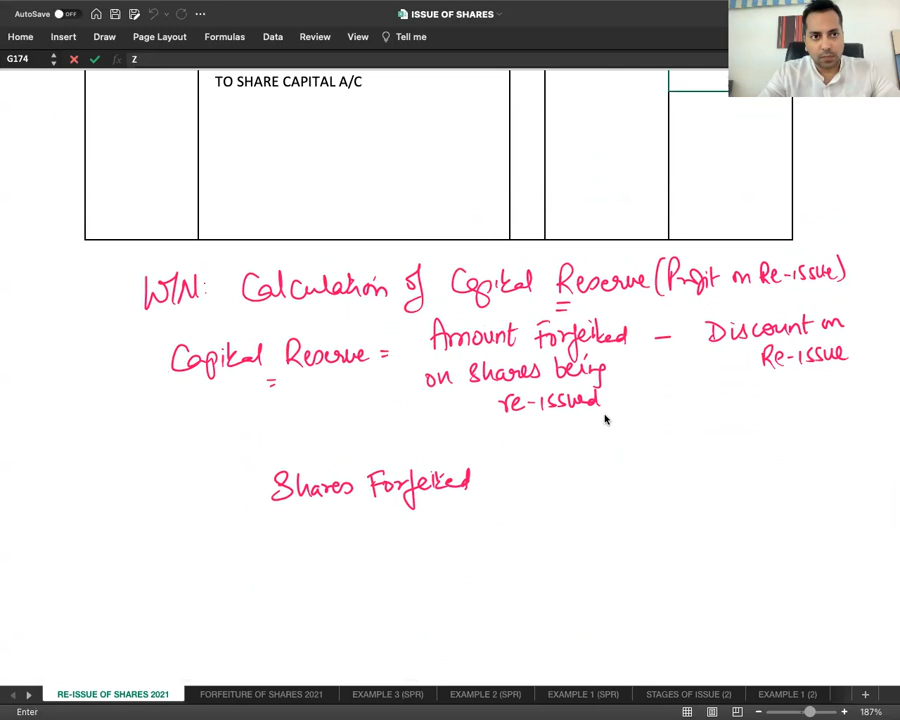 AutoSave OFF
ISSUE OF SHARES
Home Insert Draw Page Layout Formulas Data Review View Tell me
G174 fx Z
TO SHARE CAPITAL A/C
W/N: Calculation of Capital Reserve (Profit on Re-issue)
Capital Reserve = Amount Forfeited - Discount on
on Shares being Re-issue
re-issued
Shares Forfeited
RE-ISSUE OF SHARES 2021 FORFEITURE OF SHARES 2021 EXAMPLE 3 (SPR) EXAMPLE 2 (SPR) EXAMPLE 1 (SPR) STAGES OF ISSUE (2) EXAMPLE 1 (2) +
Enter 187%